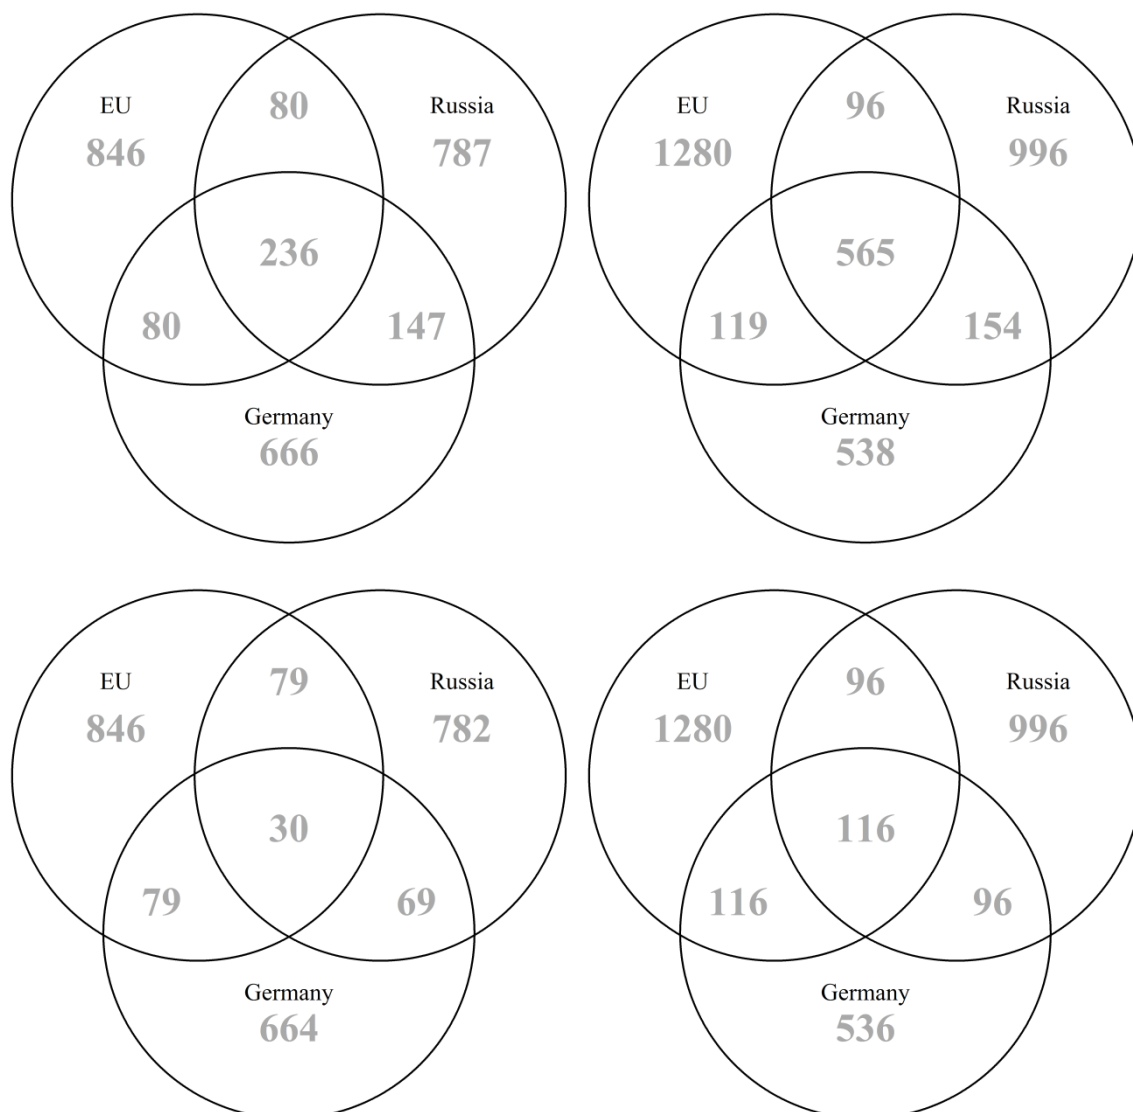 80 96
EU Russia EU Russia
846 787 1280 996
236 565
80 147 119 154
Germany Germany
666 538
79 96
EU Russia EU Russia
846 782 1280 996
30 116
79 69 116 96
Germany Germany
664 536